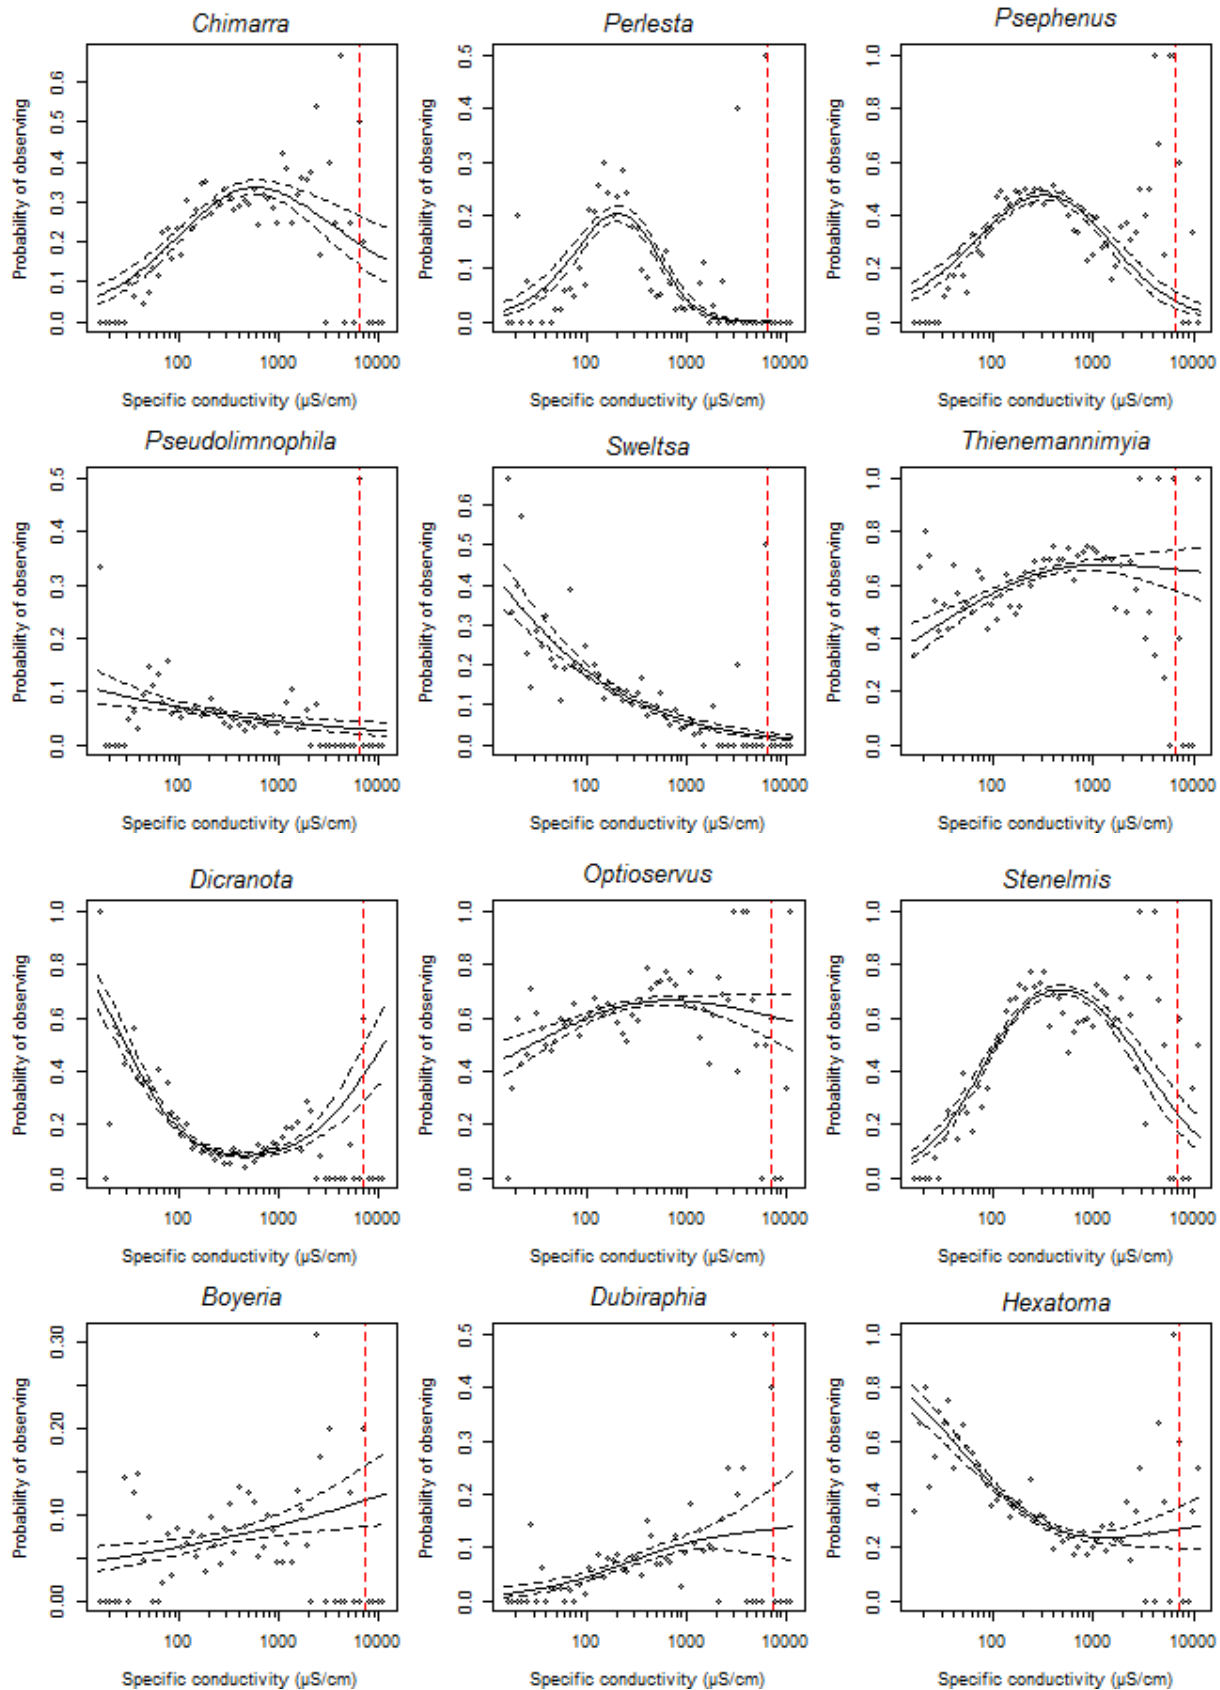 Chimarra
Perlesta
Psephenus
Probability of observing
0.0 0.1 0.2 0.3 0.4 0.5 0.6
100 1000 10000
Specific conductivity (µS/cm)
Probability of observing
0.0 0.1 0.2 0.3 0.4 0.5
100 1000 10000
Specific conductivity (µS/cm)
Probability of observing
0.0 0.2 0.4 0.6 0.8 1.0
100 1000 10000
Specific conductivity (µS/cm)
Pseudolimnophila
Sweltsa
Thienemannimyia
Probability of observing
0.0 0.1 0.2 0.3 0.4 0.5
100 1000 10000
Specific conductivity (µS/cm)
Probability of observing
0.0 0.1 0.2 0.3 0.4 0.5 0.6
100 1000 10000
Specific conductivity (µS/cm)
Probability of observing
0.0 0.2 0.4 0.6 0.8 1.0
100 1000 10000
Specific conductivity (µS/cm)
Dicranota
Optioservus
Stenelmis
Probability of observing
0.0 0.2 0.4 0.6 0.8 1.0
100 1000 10000
Specific conductivity (µS/cm)
Probability of observing
0.0 0.2 0.4 0.6 0.8 1.0
100 1000 10000
Specific conductivity (µS/cm)
Probability of observing
0.0 0.2 0.4 0.6 0.8 1.0
100 1000 10000
Specific conductivity (µS/cm)
Boyeria
Dubiraphia
Hexatoma
Probability of observing
0.00 0.10 0.20 0.30
100 1000 10000
Specific conductivity (µS/cm)
Probability of observing
0.0 0.1 0.2 0.3 0.4 0.5
100 1000 10000
Specific conductivity (µS/cm)
Probability of observing
0.0 0.2 0.4 0.6 0.8 1.0
100 1000 10000
Specific conductivity (µS/cm)